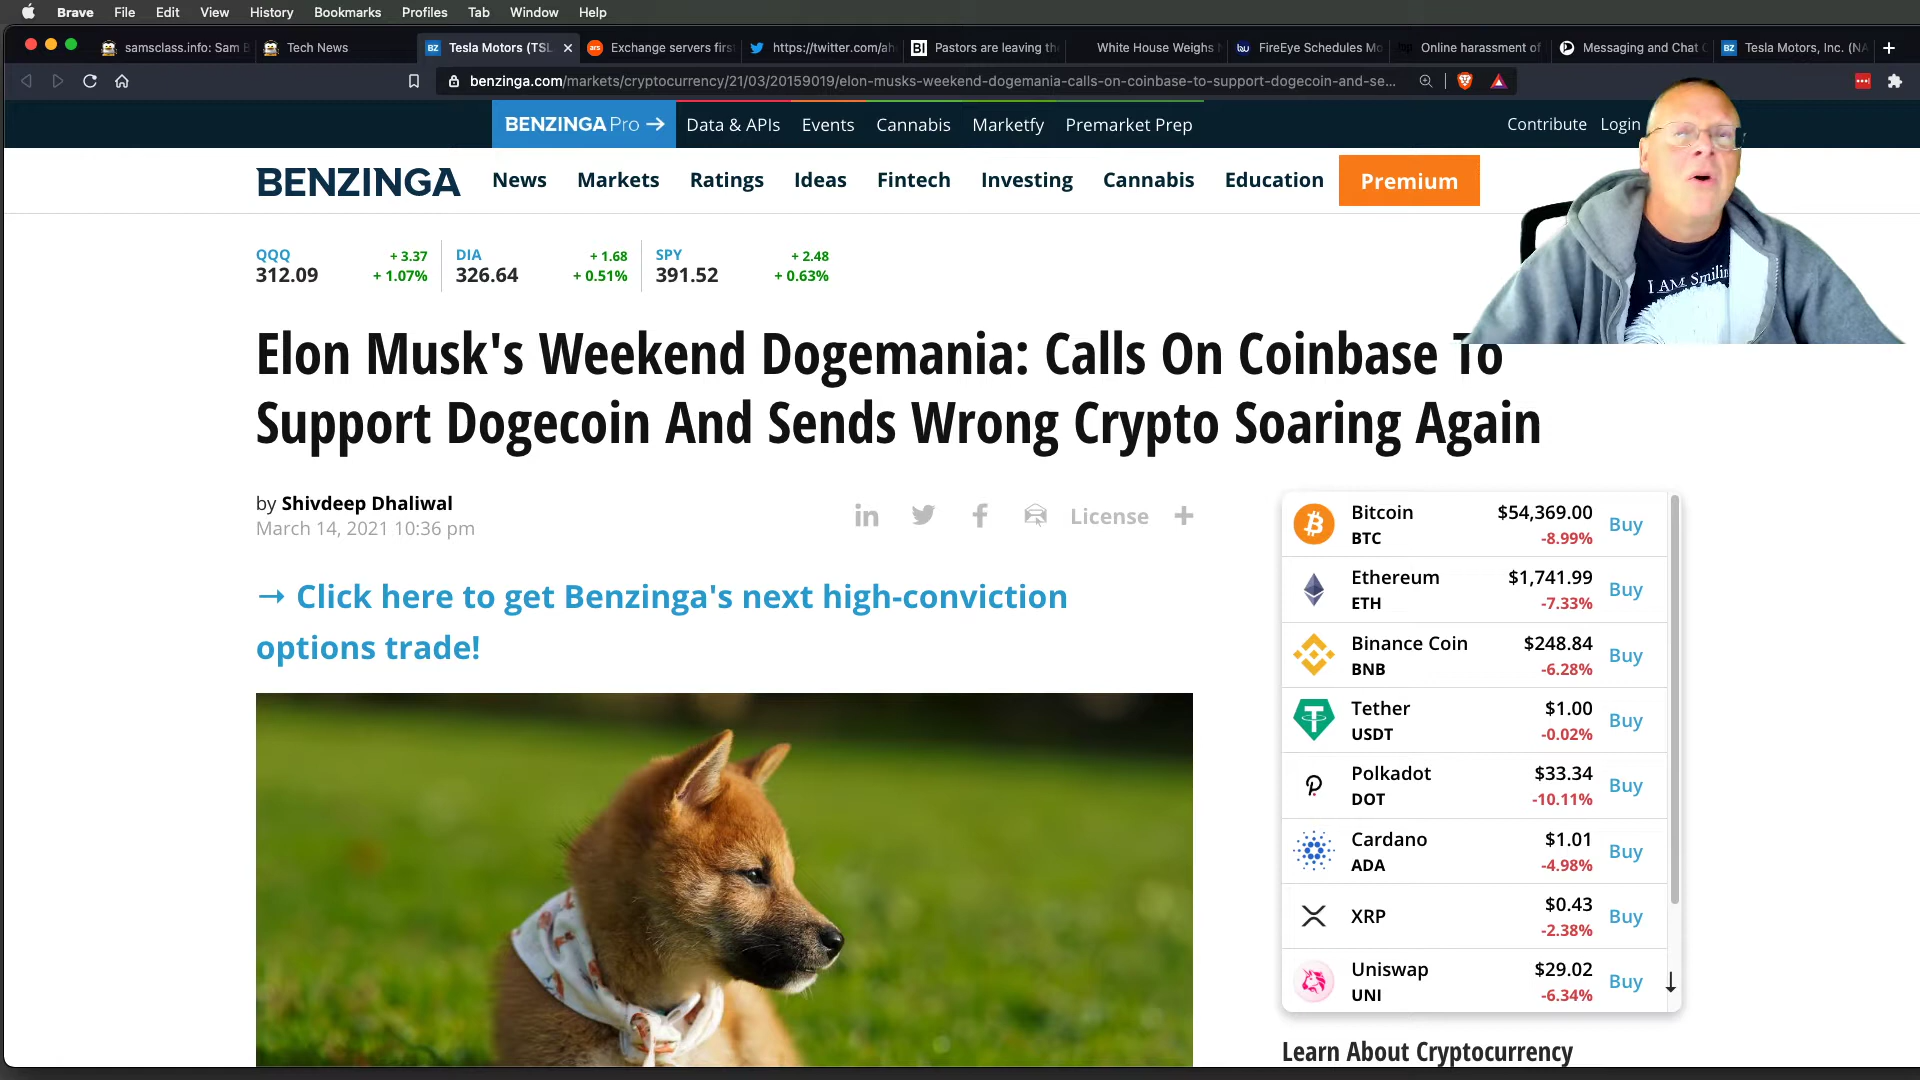 Brave File Edit View History Bookmarks Profiles Tab Window Help
samsclass.info: Sam B
Tech News
Tesla Motors (TSL
Exchange servers firs
https://twitter.com/ah
Pastors are leaving th
White House Weighs
FireEye Schedules Mo
Online harassment of
Messaging and Chat
Tesla Motors, Inc. (NA
benzinga.com/markets/cryptocurrency/21/03/20159019/elon-musks-weekend-dogemania-calls-on-coinbase-to-support-dogecoin-and-se...
BENZINGA Pro → Data & APIs Events Cannabis Marketfy Premarket Prep Contribute Login
BENZINGA News Markets Ratings Ideas Fintech Investing Cannabis Education Premium
I AM Smilin
QQQ + 3.37 DIA + 1.68 SPY + 2.48
312.09 + 1.07% 326.64 + 0.51% 391.52 + 0.63%
Elon Musk's Weekend Dogemania: Calls On Coinbase To
Support Dogecoin And Sends Wrong Crypto Soaring Again
by Shivdeep Dhaliwal
March 14, 2021 10:36 pm
License
→ Click here to get Benzinga's next high-conviction
options trade!
Bitcoin $54,369.00 Buy
BTC -8.99%
Ethereum $1,741.99 Buy
ETH -7.33%
Binance Coin $248.84 Buy
BNB -6.28%
Tether $1.00 Buy
USDT -0.02%
Polkadot $33.34 Buy
DOT -10.11%
Cardano $1.01 Buy
ADA -4.98%
XRP $0.43 Buy
-2.38%
Uniswap $29.02 Buy
UNI -6.34%
Learn About Cryptocurrency